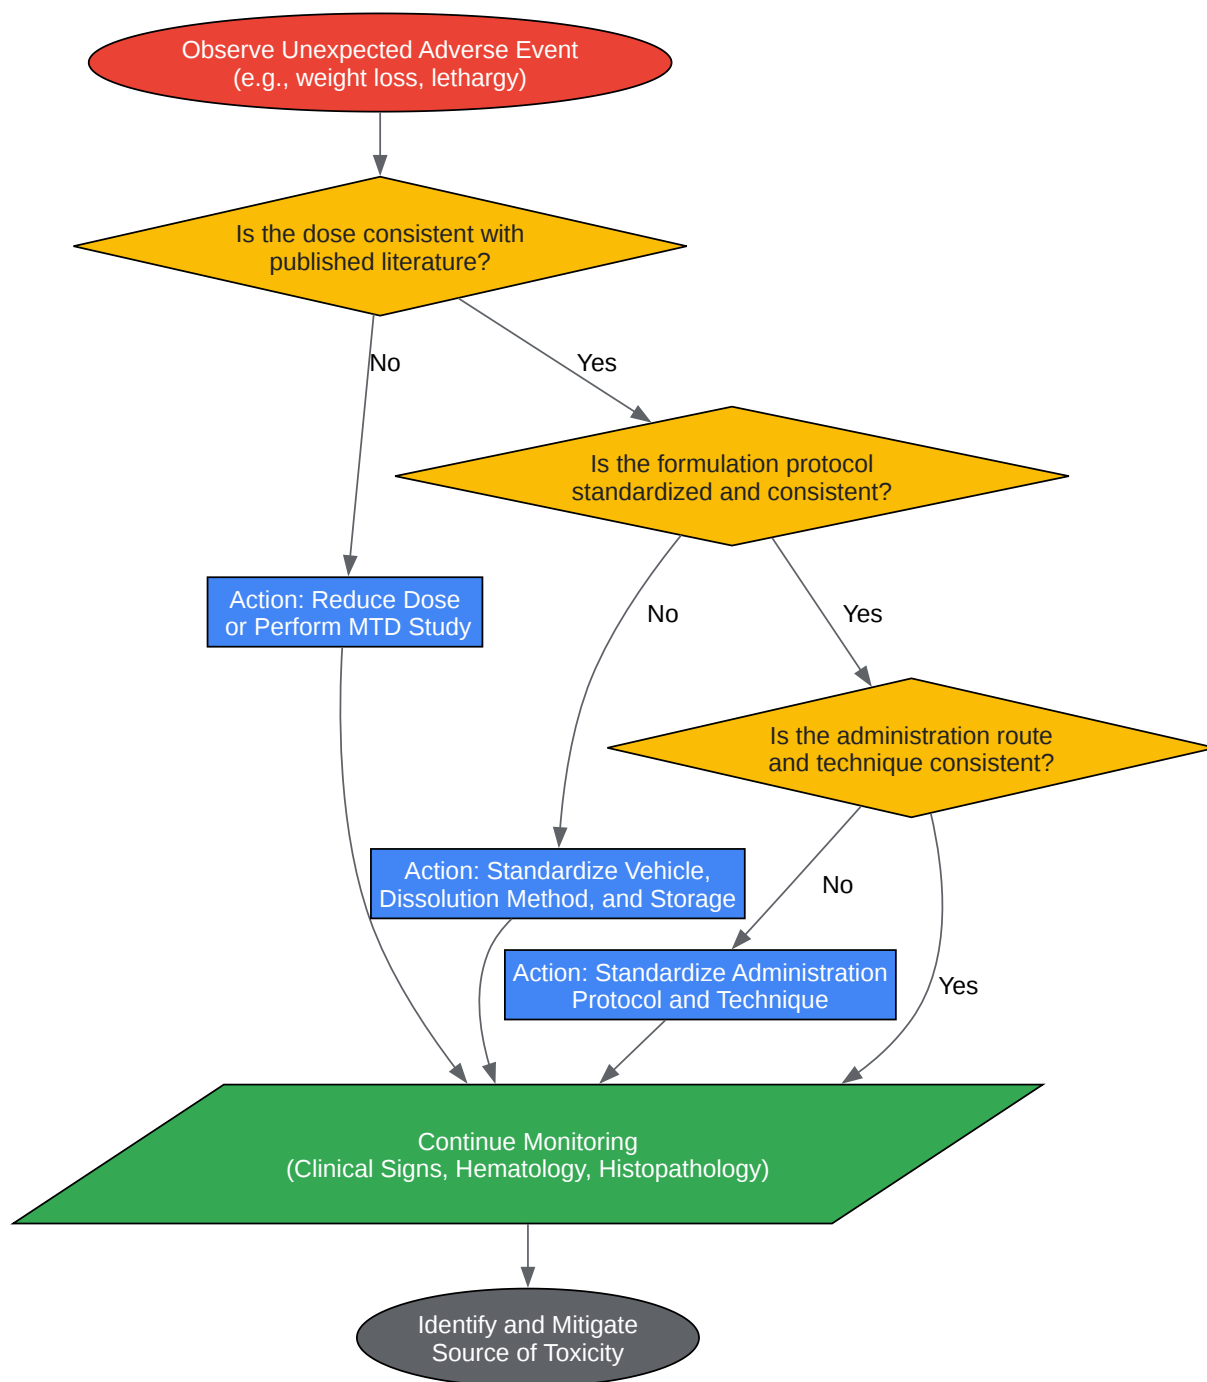 Observe Unexpected Adverse Event
(e.g., weight loss, lethargy)
Is the dose consistent with
published literature?
No
Yes
Is the formulation protocol
standardized and consistent?
Action: Reduce Dose
or Perform MTD Study
No
Yes
Is the administration route
and technique consistent?
Action: Standardize Vehicle,
Dissolution Method, and Storage
No
Action: Standardize Administration
Protocol and Technique
Yes
Continue Monitoring
(Clinical Signs, Hematology, Histopathology)
Identify and Mitigate
Source of Toxicity